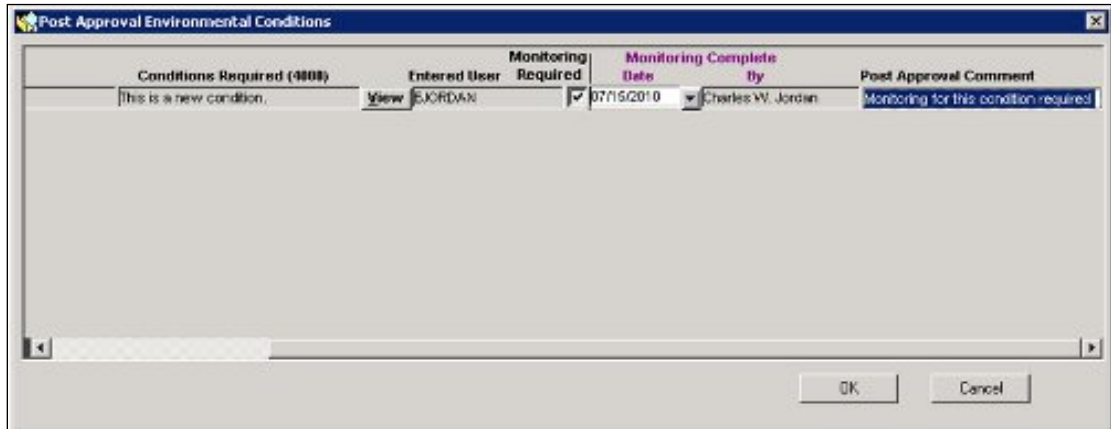 Post Approval Environmental Conditions
Monitoring Monitoring Complete
Conditions Required (4000) Entered User Required Date By Post Approval Comment
This is a new condition. View EJORDAN 07/15/2010 Charles W. Jordan Monitoring for this condition required
OK Cancel